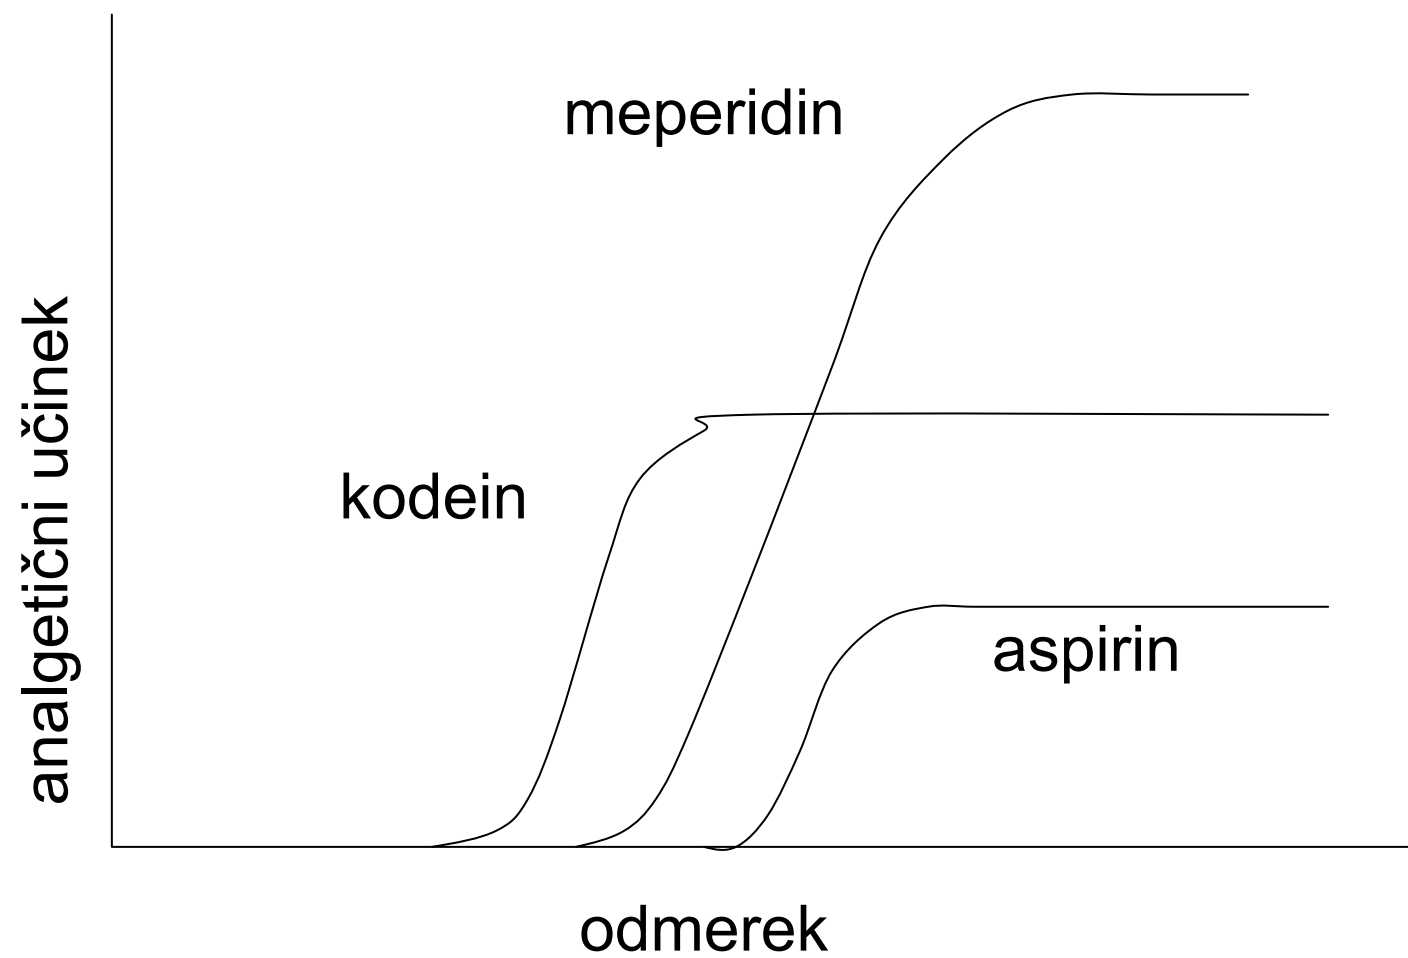 meperidin
kodein
aspirin
analgetični učinek
odmerek